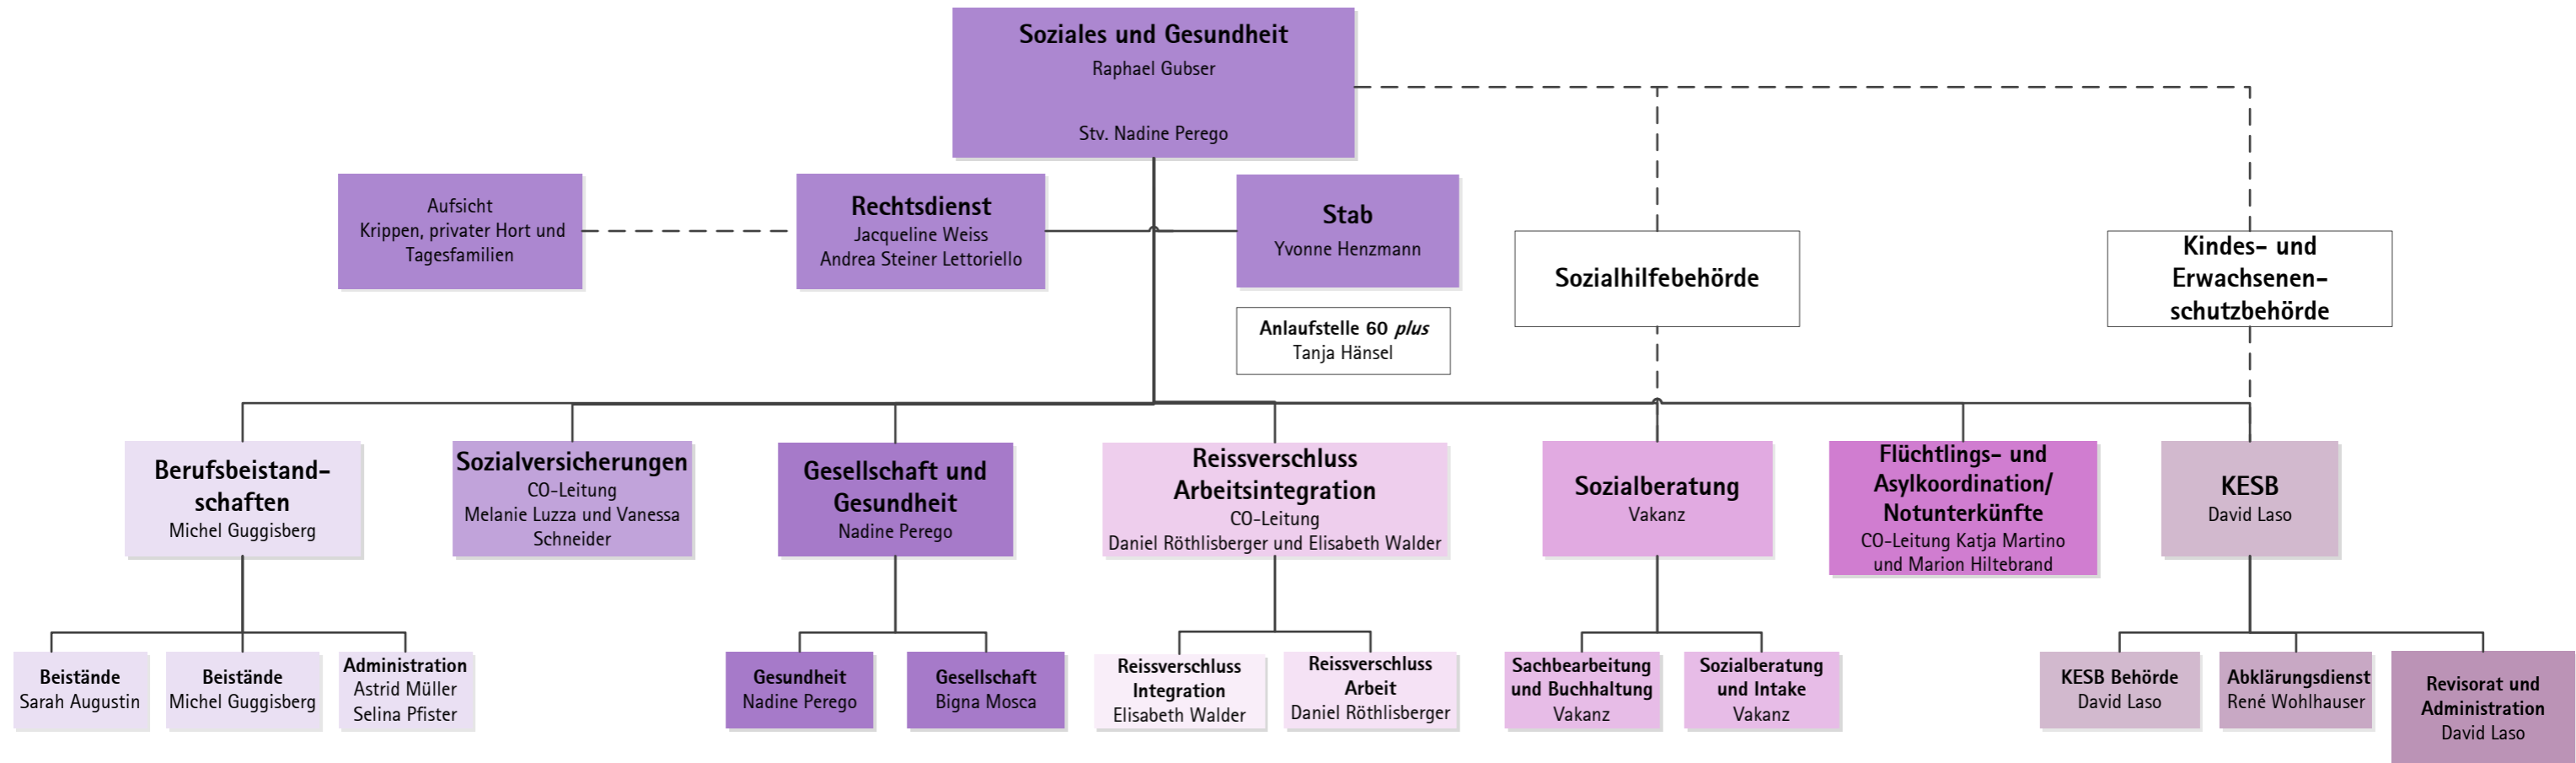 Soziales und Gesundheit
Raphael Gubser
Stv. Nadine Perego
Aufsicht
Krippen, privater Hort und
Tagesfamilien
Rechtsdienst
Jacqueline Weiss
Andrea Steiner Lettoriello
Stab
Yvonne Henzmann
Anlaufstelle 60 plus
Tanja Hänsel
Sozialhilfebehörde
Kindes- und
Erwachsenen-
schutzbehörde
Berufsbeistand-
schaften
Michel Guggisberg
Sozialversicherungen
CO-Leitung
Melanie Luzza und Vanessa
Schneider
Gesellschaft und
Gesundheit
Nadine Perego
Reissverschluss
Arbeitsintegration
CO-Leitung
Daniel Röthlisberger und Elisabeth Walder
Sozialberatung
Vakanz
Flüchtlings- und
Asylkoordination/
Notunterkünfte
CO-Leitung Katja Martino
und Marion Hiltebrand
KESB
David Laso
Beistände
Sarah Augustin
Beistände
Michel Guggisberg
Administration
Astrid Müller
Selina Pfister
Gesundheit
Nadine Perego
Gesellschaft
Bigna Mosca
Reissverschluss
Integration
Elisabeth Walder
Reissverschluss
Arbeit
Daniel Röthlisberger
Sachbearbeitung
und Buchhaltung
Vakanz
Sozialberatung
und Intake
Vakanz
KESB Behörde
David Laso
Abklärungsdienst
René Wohlhauser
Revisorat und
Administration
David Laso